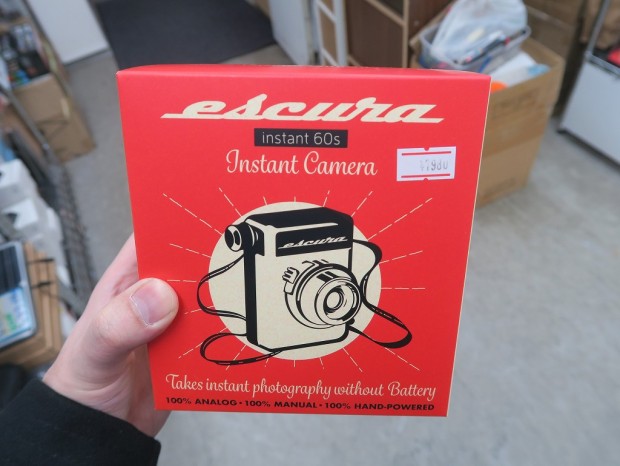 escura
instant 60s
Instant Camera
escura
Takes instant photography without Battery
100% ANALOG · 100% MANUAL · 100% HAND-POWERED